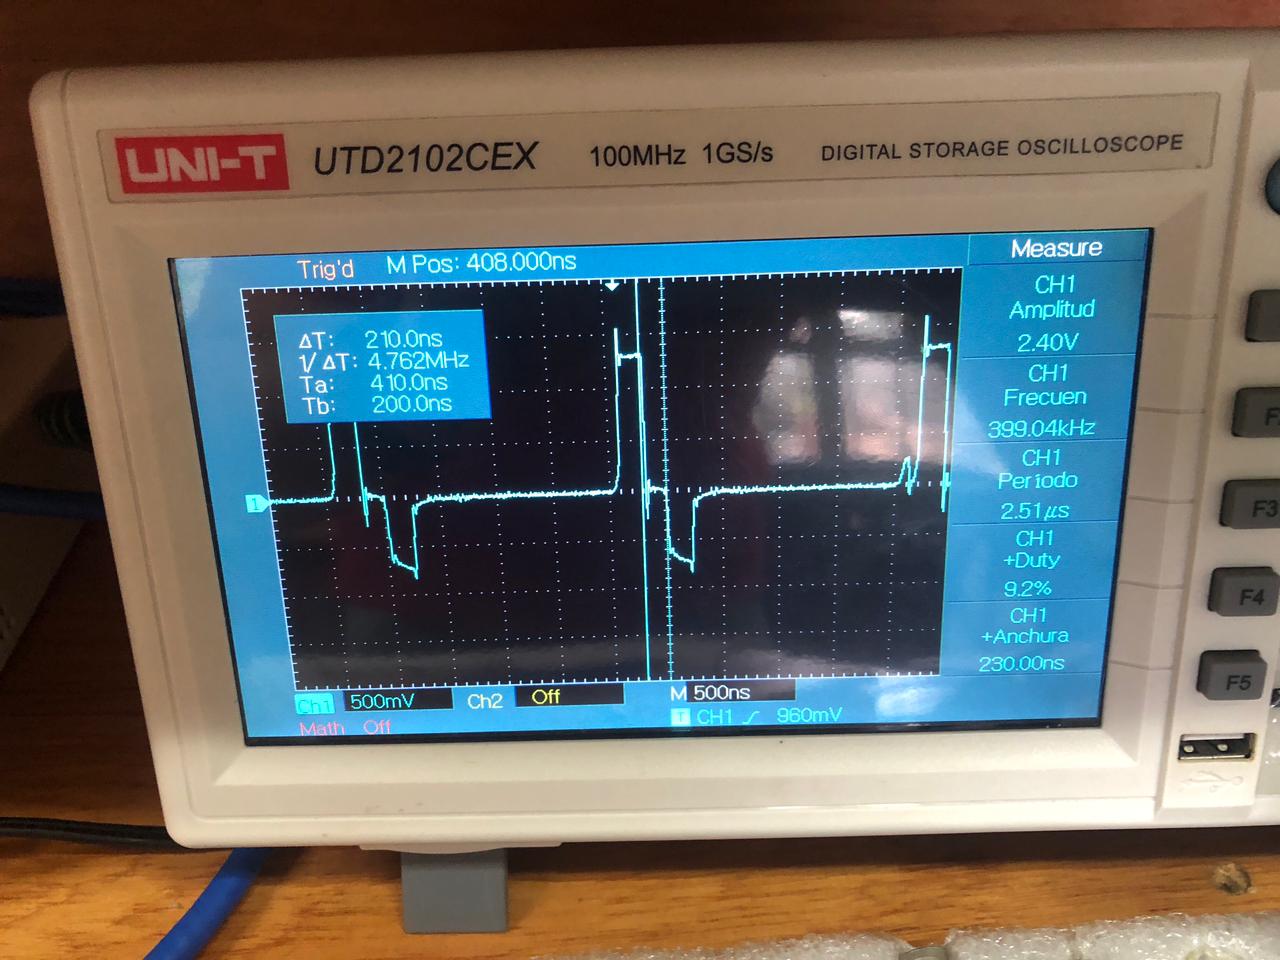 UNI-T UTD2102CEX 100MHz 1GS/s DIGITAL STORAGE OSCILLOSCOPE
Trig'd M Pos: 408.000ns
Measure
ΔT: 210.0ns
1/ΔT: 4.762MHz
Ta: 410.0ns
Tb: 200.0ns
CH1
Amplitud
2.40V
CH1
Frecuen
399.04kHz
CH1
Período
2.51μs
CH1
+Duty
9.2%
CH1
+Anchura
230.00ns
1
Ch1 500mV Ch2 Off M 500ns
Math Off T CH1 960mV
F3
F4
F5